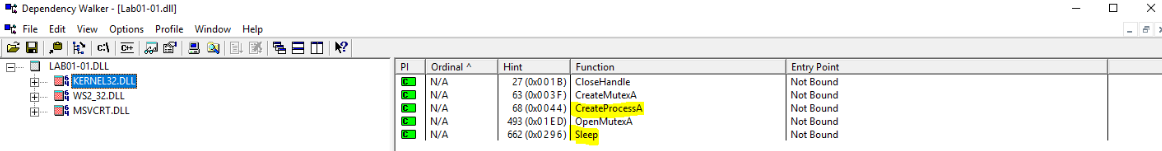 Dependency Walker - [Lab01-01.dll]
File Edit View Options Profile Window Help
c:\ C++
LAB01-01.DLL
KERNEL32.DLL
WS2_32.DLL
MSVCRT.DLL
PI Ordinal ^ Hint Function Entry Point
C N/A 27 (0x001B) CloseHandle Not Bound
C N/A 63 (0x003F) CreateMutexA Not Bound
C N/A 68 (0x0044) CreateProcessA Not Bound
C N/A 493 (0x01ED) OpenMutexA Not Bound
C N/A 662 (0x0296) Sleep Not Bound